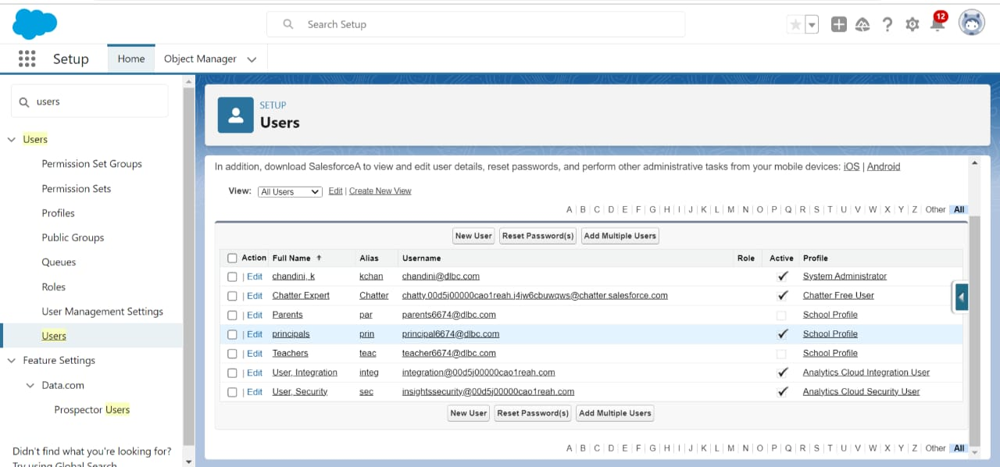 Search Setup
12
Setup Home Object Manager
users
Users
Permission Set Groups
Permission Sets
Profiles
Public Groups
Queues
Roles
User Management Settings
Users
Feature Settings
Data.com
Prospector Users
Didn't find what you're looking for?
Try using Global Search
SETUP
Users
In addition, download SalesforceA to view and edit user details, reset passwords, and perform other administrative tasks from your mobile devices: iOS | Android
View: All Users Edit | Create New View
A | B | C | D | E | F | G | H | I | J | K | L | M | N | O | P | Q | R | S | T | U | V | W | X | Y | Z | Other All
New User Reset Password(s) Add Multiple Users
Action Full Name ↑ Alias Username Role Active Profile
| Edit chandini, k kchan chandini@dlbc.com ✓ System Administrator
| Edit Chatter Expert Chatter chatty.00d5j00000cao1reah.j4jw6cbuwqws@chatter.salesforce.com ✓ Chatter Free User
| Edit Parents par parents6674@dlbc.com School Profile
| Edit principals prin principal6674@dlbc.com ✓ School Profile
| Edit Teachers teac teacher6674@dlbc.com School Profile
| Edit User, Integration integ integration@00d5j00000cao1reah.com ✓ Analytics Cloud Integration User
| Edit User, Security sec insightssecurity@00d5j00000cao1reah.com ✓ Analytics Cloud Security User
New User Reset Password(s) Add Multiple Users
A | B | C | D | E | F | G | H | I | J | K | L | M | N | O | P | Q | R | S | T | U | V | W | X | Y | Z | Other All